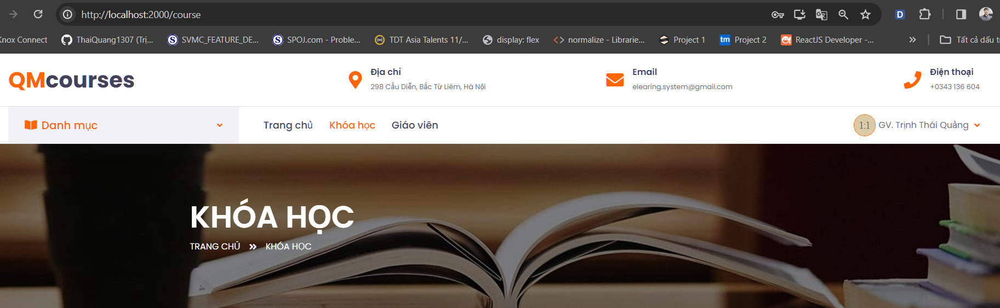 http://localhost:2000/course
Knox Connect
ThaiQuang1307 (Trị...
SVMC_FEATURE_DE...
SPOJ.com - Proble...
TDT Asia Talents 11/...
display: flex
normalize - Librarie...
Project 1
tm
Project 2
ReactJS Developer -...
Tất cả dấu tr
QMcourses
Địa chỉ
298 Cầu Diễn, Bắc Từ Liêm, Hà Nội
Email
elearing.system@gmail.com
Điện thoại
+0343 136 604
Danh mục
Trang chủ
Khóa học
Giáo viên
1:1
GV. Trịnh Thái Quảng
KHÓA HỌC
TRANG CHỦ » KHÓA HỌC